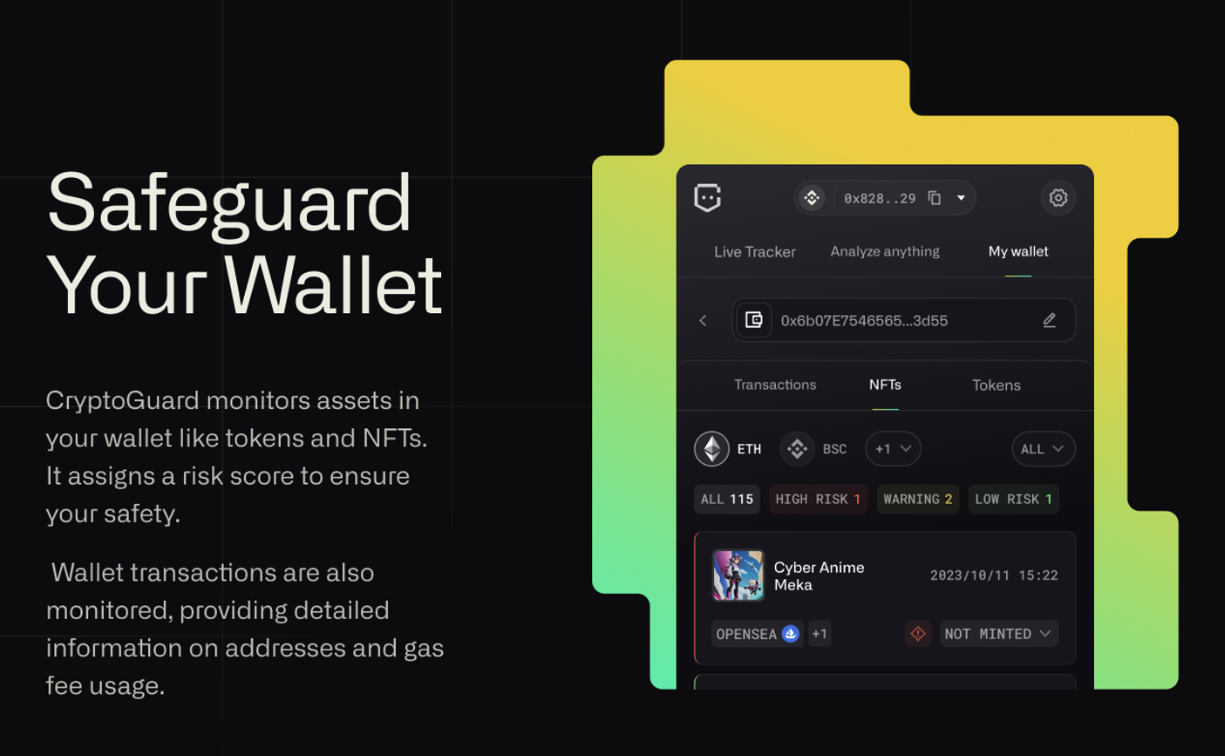 Safeguard
Your Wallet
CryptoGuard monitors assets in
your wallet like tokens and NFTs.
It assigns a risk score to ensure
your safety.
Wallet transactions are also
monitored, providing detailed
information on addresses and gas
fee usage.
0x828..29
Live Tracker Analyze anything My wallet
0x6b07E7546565...3d55
Transactions NFTs Tokens
ETH BSC +1 ALL
ALL 115 HIGH RISK 1 WARNING 2 LOW RISK 1
Cyber Anime
Meka
2023/10/11 15:22
OPENSEA +1 NOT MINTED